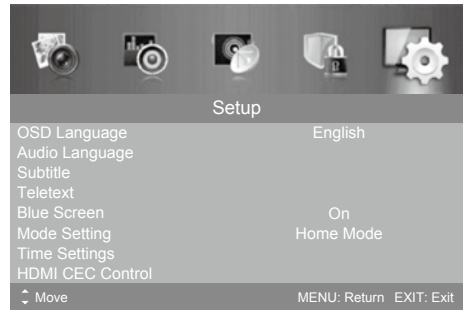 Setup
OSD Language English
Audio Language
Subtitle
Teletext
Blue Screen On
Mode Setting Home Mode
Time Settings
HDMI CEC Control
Move MENU: Return EXIT: Exit